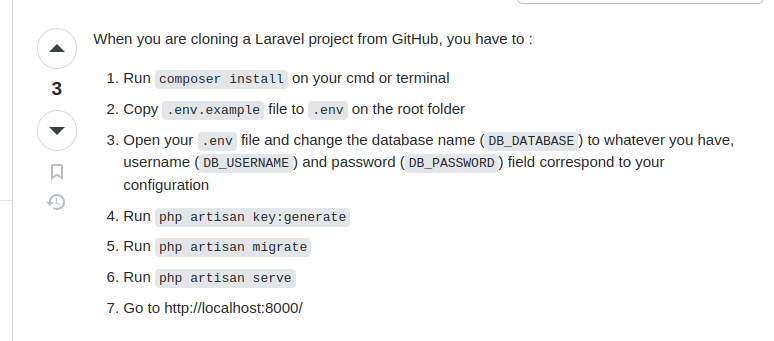 When you are cloning a Laravel project from GitHub, you have to :
1. Run composer install on your cmd or terminal
3
2. Copy .env.example file to .env on the root folder
3. Open your .env file and change the database name ( DB_DATABASE ) to whatever you have,
username ( DB_USERNAME ) and password ( DB_PASSWORD ) field correspond to your
configuration
4. Run php artisan key:generate
5. Run php artisan migrate
6. Run php artisan serve
7. Go to http://localhost:8000/